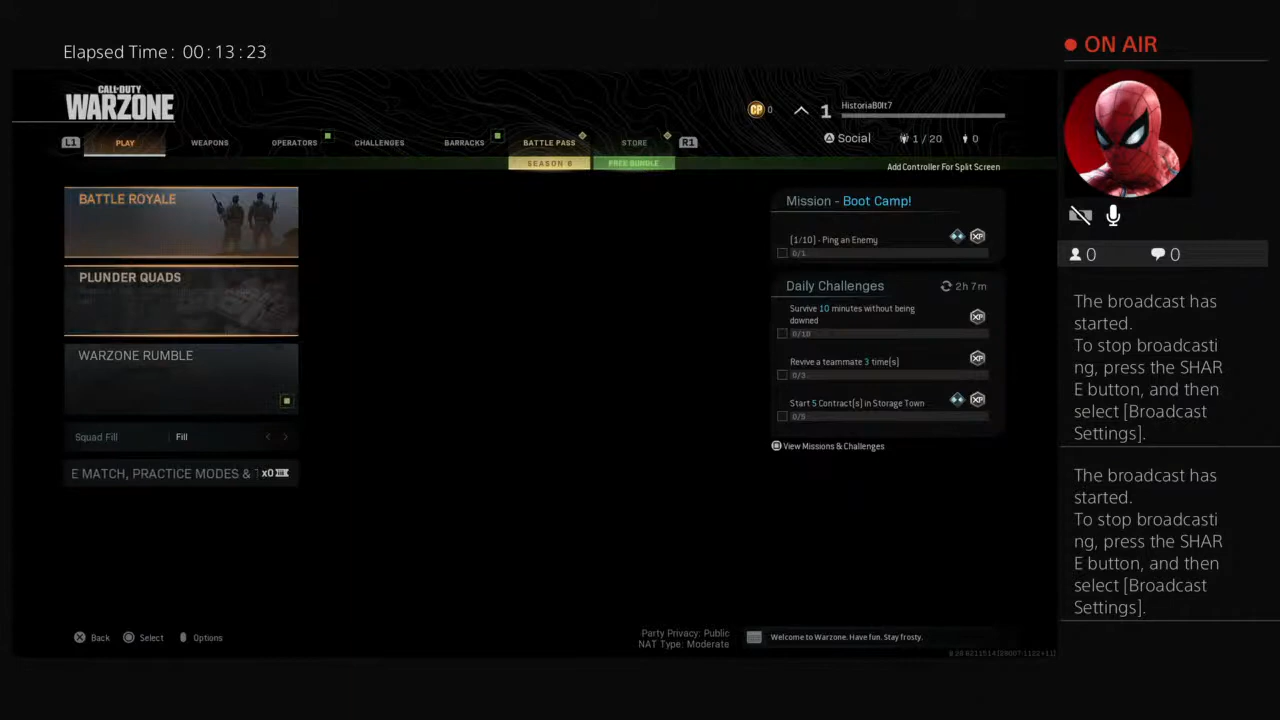 Elapsed Time: 00:13:23
ON AIR
CALL OF DUTY
WARZONE
CP 0
1
HistoriaB0lt7
Social
1 / 20
0
L1
PLAY
WEAPONS
OPERATORS
CHALLENGES
BARRACKS
BATTLE PASS
STORE
R1
SEASON 6
FREE BUNDLE
Add Controller For Split Screen
BATTLE ROYALE
PLUNDER QUADS
WARZONE RUMBLE
Squad Fill
Fill
E MATCH, PRACTICE MODES & T
x0
Mission - Boot Camp!
[1/10] - Ping an Enemy
XP
0/1
Daily Challenges
2h 7m
Survive 10 minutes without being
downed
XP
0/10
Revive a teammate 3 time(s)
XP
0/3
Start 5 Contract(s) in Storage Town
XP
0/5
View Missions & Challenges
0
0
The broadcast has
started.
To stop broadcasti
ng, press the SHAR
E button, and then
select [Broadcast
Settings].
The broadcast has
started.
To stop broadcasti
ng, press the SHAR
E button, and then
select [Broadcast
Settings].
Back
Select
Options
Party Privacy: Public
NAT Type: Moderate
Welcome to Warzone. Have fun. Stay frosty.